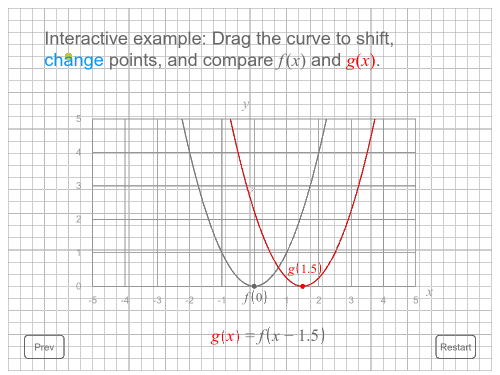 Interactive example: Drag the curve to shift,
change points, and compare f(x) and g(x).
y
5
4
3
2
1
0
g(1.5)
f(0)
-5 -4 -3 -2 -1 1 2 3 4 5 x
g(x) = f(x − 1.5)
Prev
Restart